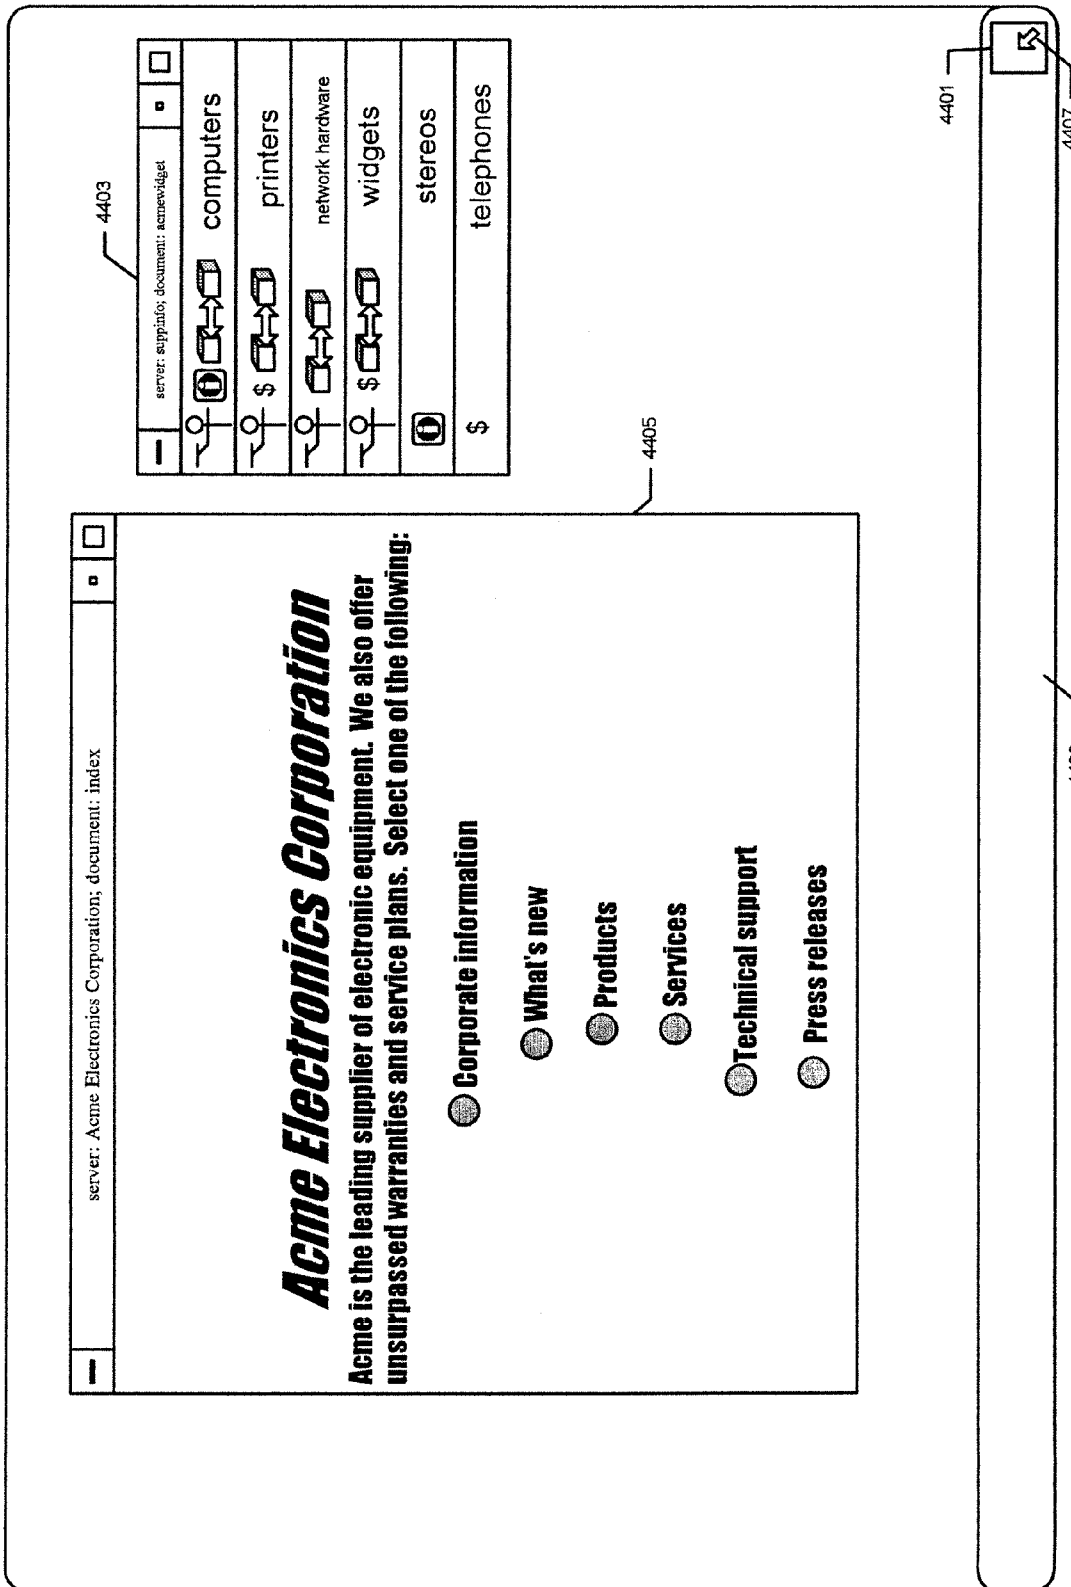 server: Acme Electronics Corporation; document: index
Acme Electronics Corporation
Acme is the leading supplier of electronic equipment. We also offer
unsurpassed warranties and service plans. Select one of the following:
Corporate information
What's new
Products
Services
Technical support
Press releases
4405
4403
server: suppinfo; document: acmewidget
computers
$ printers
network hardware
$ widgets
stereos
$ telephones
4401
4407